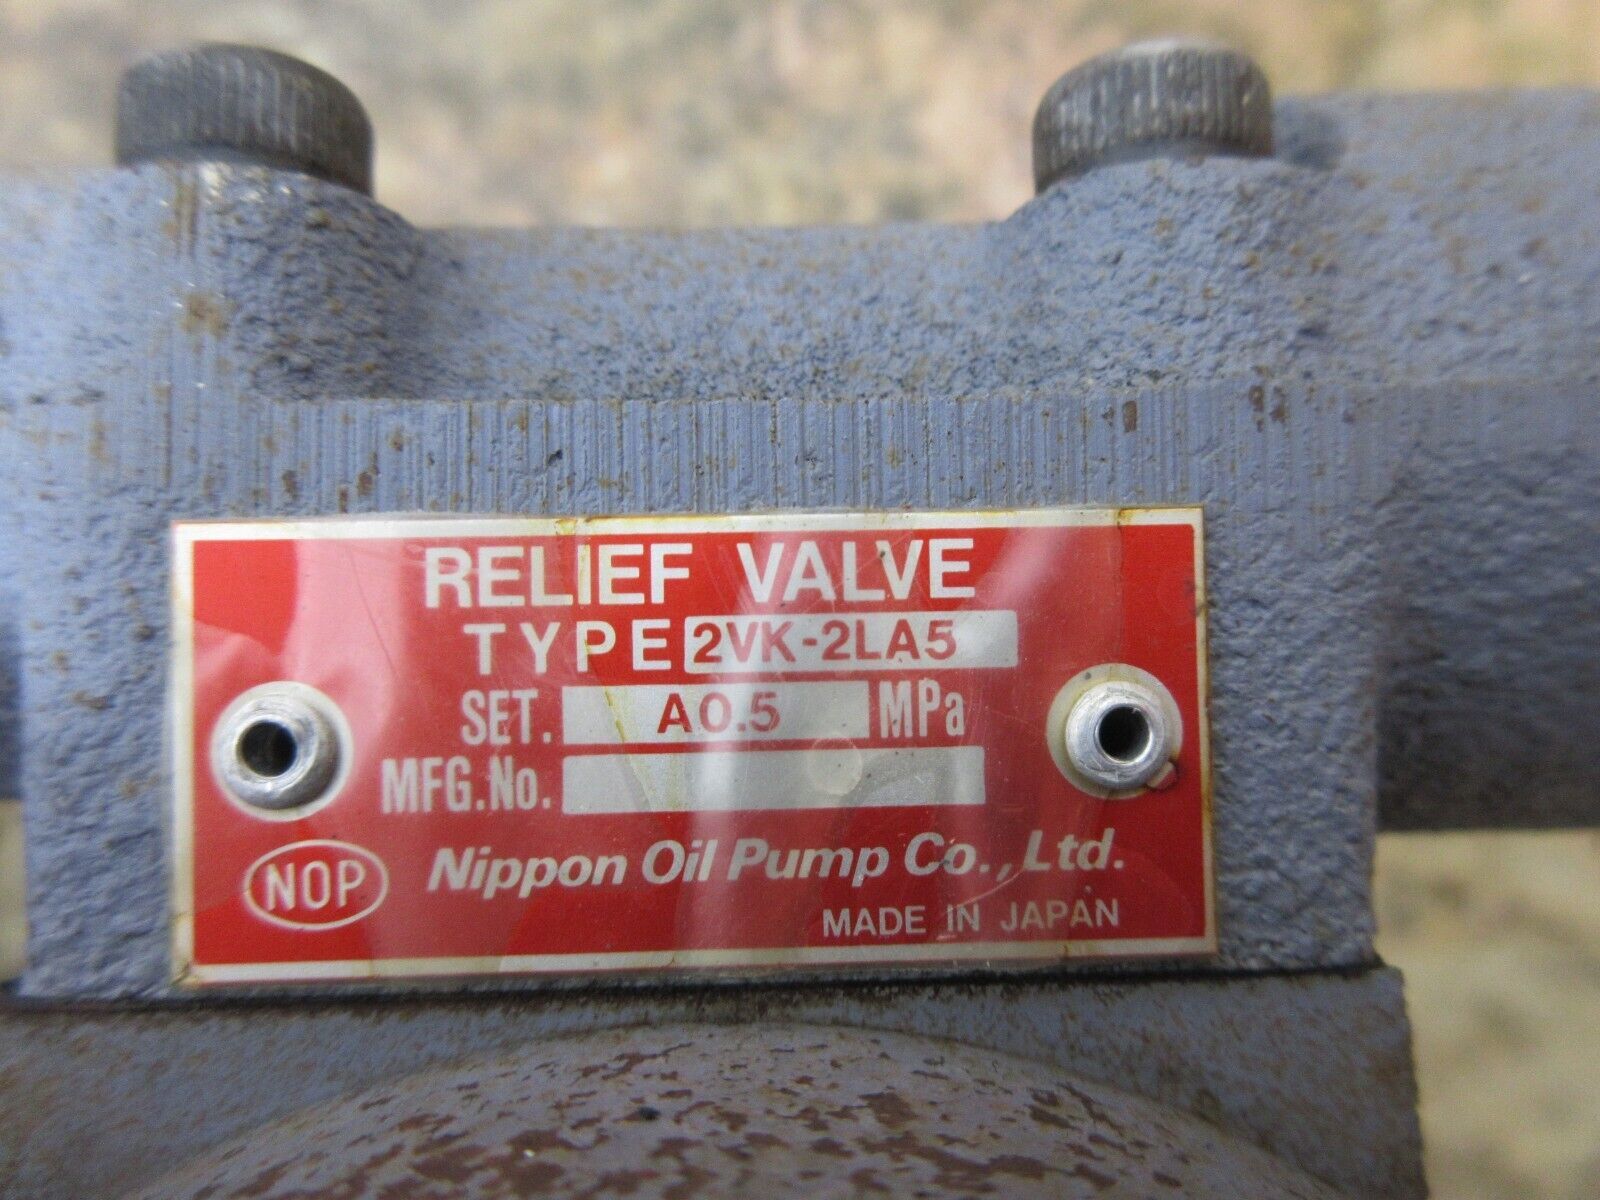 RELIEF VALVE
TYPE 2VK-2LA5
SET. A0.5 MPa
MFG.No.
NOP Nippon Oil Pump Co.,Ltd.
MADE IN JAPAN